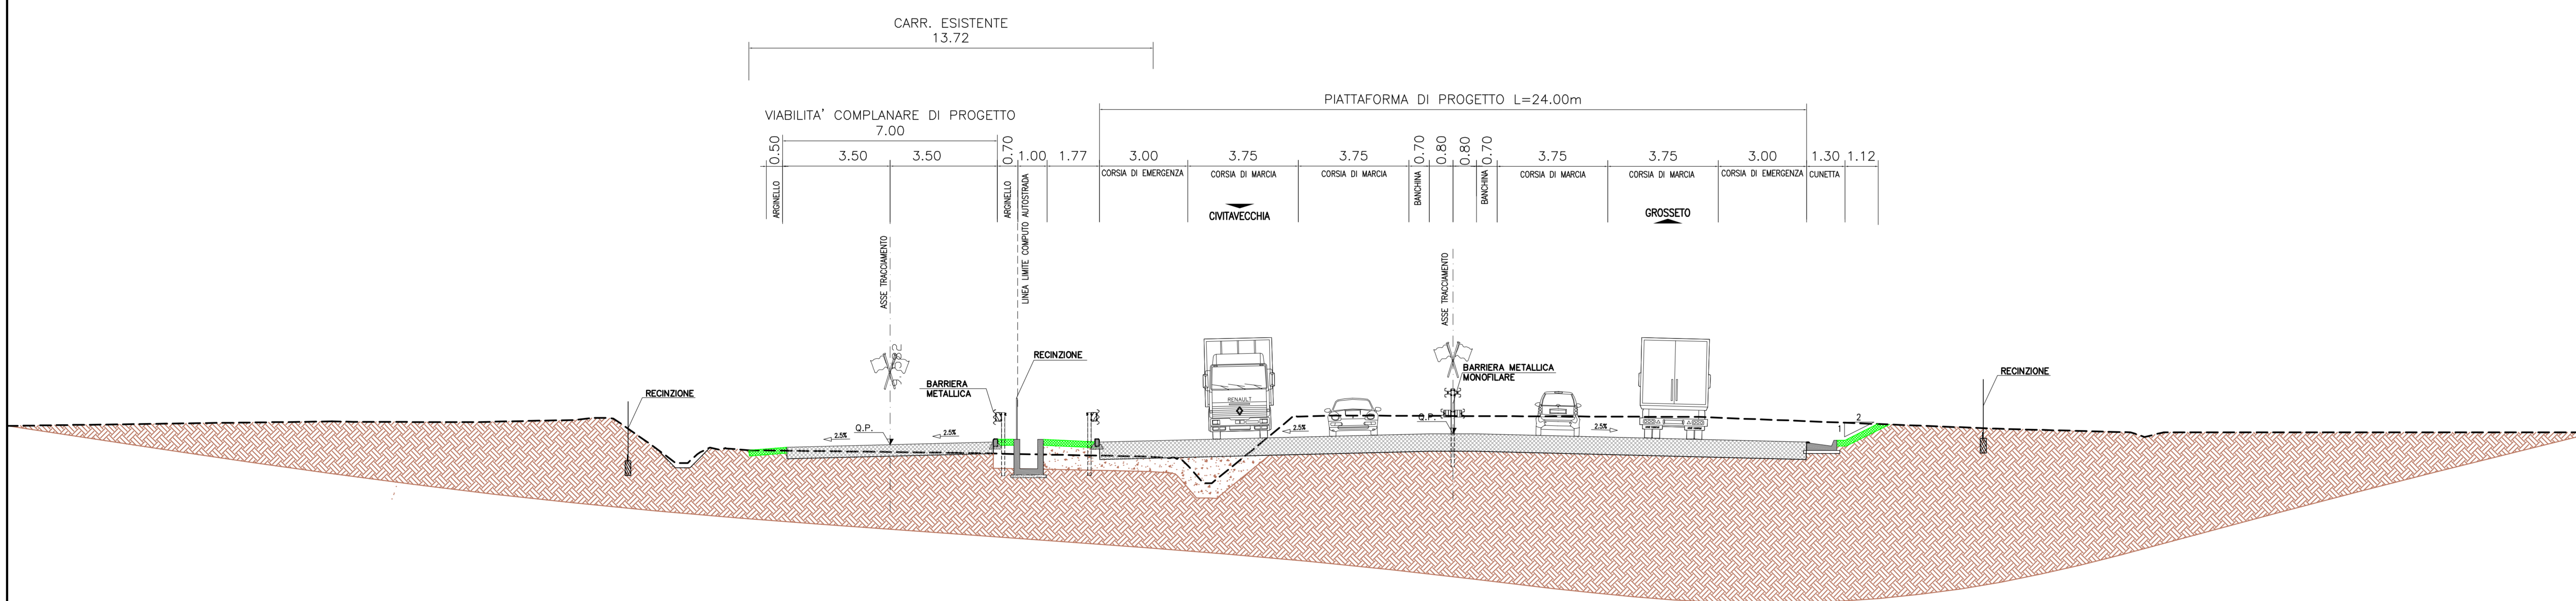 CARR. ESISTENTE
13.72
PIATTAFORMA DI PROGETTO L=24.00m
VIABILITA' COMPLANARE DI PROGETTO
7.00
0.50
3.50
3.50
0.70
1.00
1.77
3.00
3.75
3.75
0.70
0.80
0.80
0.70
3.75
3.75
3.00
1.30
1.12
ARGINELLO
ARGINELLO
LINEA LIMITE COMPUTO AUTOSTRADA
CORSIA DI EMERGENZA
CORSIA DI MARCIA
CORSIA DI MARCIA
BANCHINA
BANCHINA
CORSIA DI MARCIA
CORSIA DI MARCIA
CORSIA DI EMERGENZA
CUNETTA
CIVITAVECCHIA
GROSSETO
ASSE TRACCIAMENTO
ASSE TRACCIAMENTO
RECINZIONE
BARRIERA METALLICA
MONOFILARE
RECINZIONE
BARRIERA
METALLICA
RECINZIONE
RENAULT
Q.P.
Q.P.
2.5%
2.5%
2.5%
2.5%
2
1